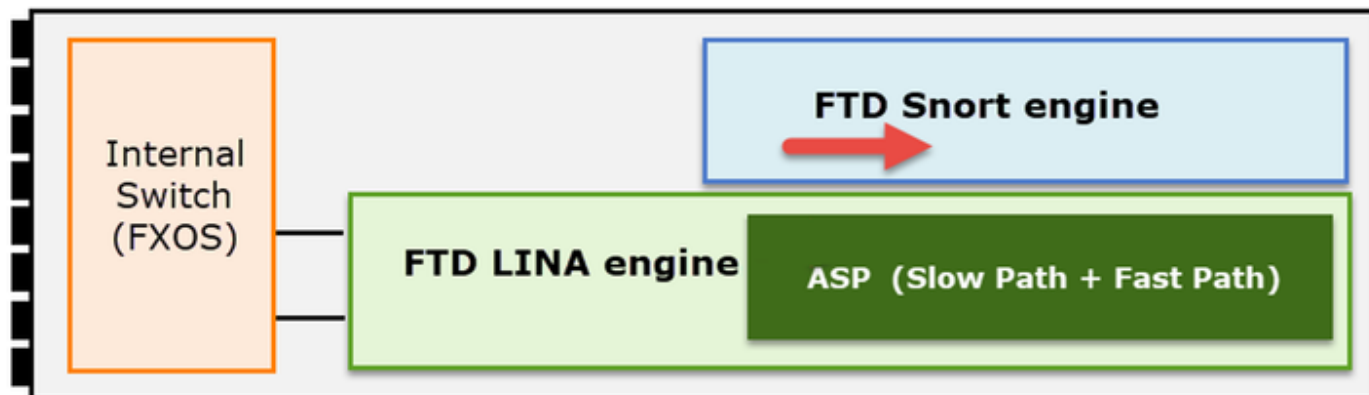 Internal
Switch
(FXOS)
FTD Snort engine
FTD LINA engine
ASP (Slow Path + Fast Path)